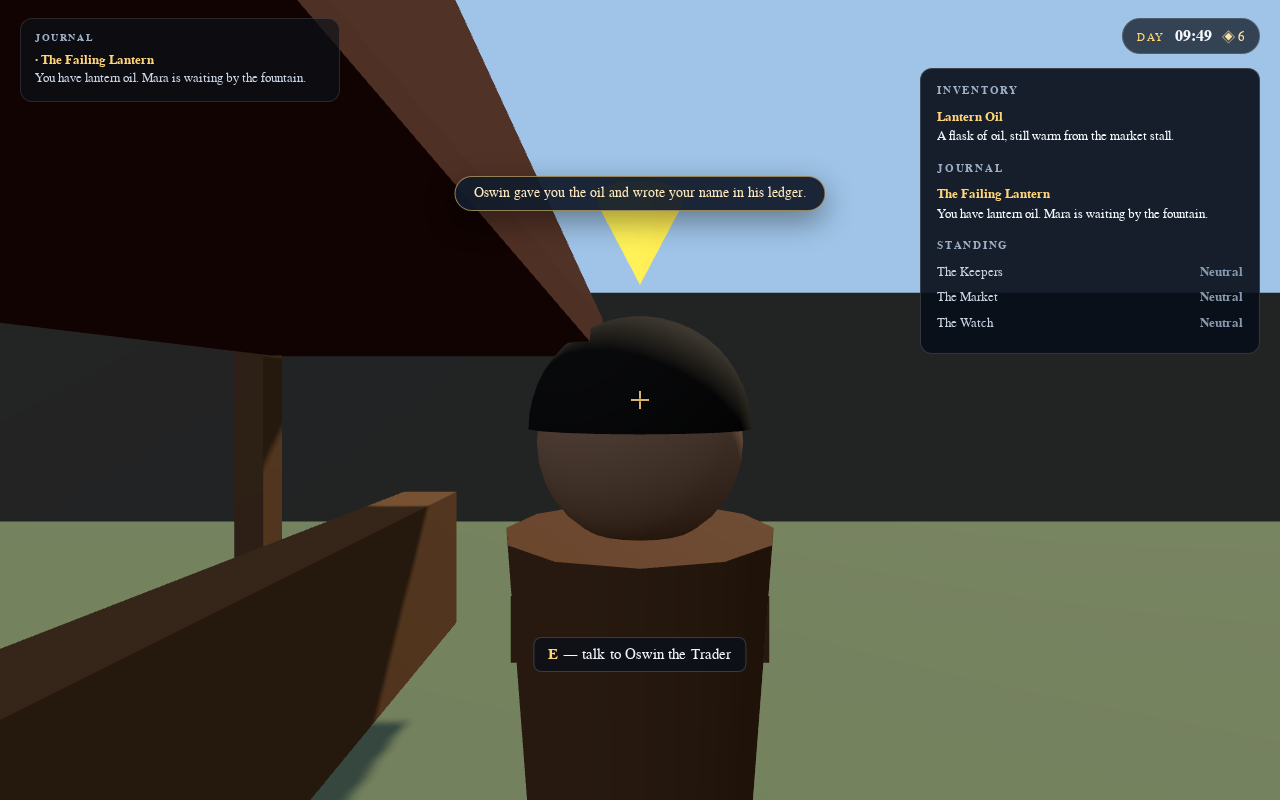 JOURNAL
· The Failing Lantern
You have lantern oil. Mara is waiting by the fountain.
DAY 09:49 6
INVENTORY
Lantern Oil
A flask of oil, still warm from the market stall.
JOURNAL
The Failing Lantern
You have lantern oil. Mara is waiting by the fountain.
STANDING
The Keepers Neutral
The Market Neutral
The Watch Neutral
Oswin gave you the oil and wrote your name in his ledger.
E — talk to Oswin the Trader